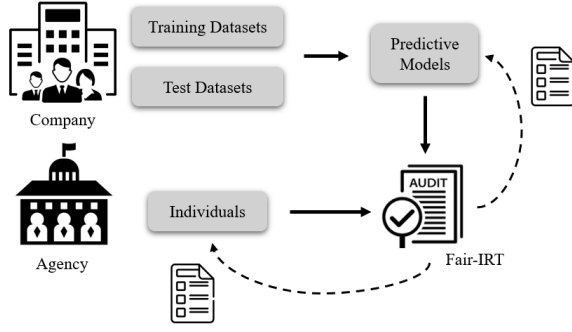 Training Datasets
Test Datasets
Company
Predictive
Models
AUDIT
Individuals
Agency
Fair-IRT